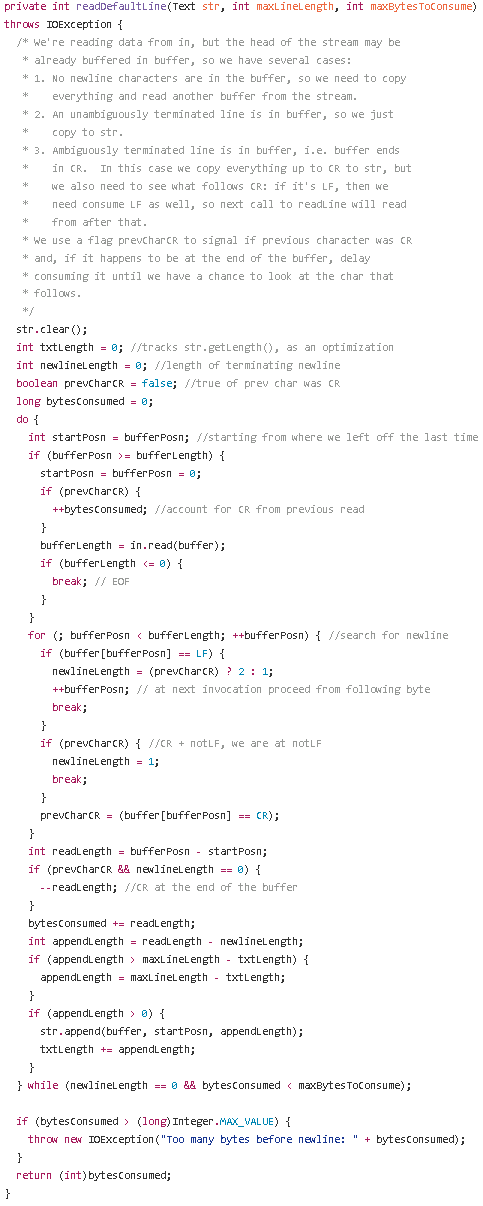 private int readDefaultLine(Text str, int maxLineLength, int maxBytesToConsume)
throws IOException {
  /* We're reading data from in, but the head of the stream may be
   * already buffered in buffer, so we have several cases:
   * 1. No newline characters are in the buffer, so we need to copy
   *    everything and read another buffer from the stream.
   * 2. An unambiguously terminated line is in buffer, so we just
   *    copy to str.
   * 3. Ambiguously terminated line is in buffer, i.e. buffer ends
   *    in CR.  In this case we copy everything up to CR to str, but
   *    we also need to see what follows CR: if it's LF, then we
   *    need consume LF as well, so next call to readLine will read
   *    from after that.
   * We use a flag prevCharCR to signal if previous character was CR
   * and, if it happens to be at the end of the buffer, delay
   * consuming it until we have a chance to look at the char that
   * follows.
   */
  str.clear();
  int txtLength = 0; //tracks str.getLength(), as an optimization
  int newlineLength = 0; //length of terminating newline
  boolean prevCharCR = false; //true of prev char was CR
  long bytesConsumed = 0;
  do {
    int startPosn = bufferPosn; //starting from where we left off the last time
    if (bufferPosn >= bufferLength) {
      startPosn = bufferPosn = 0;
      if (prevCharCR) {
        ++bytesConsumed; //account for CR from previous read
      }
      bufferLength = in.read(buffer);
      if (bufferLength <= 0) {
        break; // EOF
      }
    }
    for (; bufferPosn < bufferLength; ++bufferPosn) { //search for newline
      if (buffer[bufferPosn] == LF) {
        newlineLength = (prevCharCR) ? 2 : 1;
        ++bufferPosn; // at next invocation proceed from following byte
        break;
      }
      if (prevCharCR) { //CR + notLF, we are at notLF
        newlineLength = 1;
        break;
      }
      prevCharCR = (buffer[bufferPosn] == CR);
    }
    int readLength = bufferPosn - startPosn;
    if (prevCharCR && newlineLength == 0) {
      --readLength; //CR at the end of the buffer
    }
    bytesConsumed += readLength;
    int appendLength = readLength - newlineLength;
    if (appendLength > maxLineLength - txtLength) {
      appendLength = maxLineLength - txtLength;
    }
    if (appendLength > 0) {
      str.append(buffer, startPosn, appendLength);
      txtLength += appendLength;
    }
  } while (newlineLength == 0 && bytesConsumed < maxBytesToConsume);

  if (bytesConsumed > (long)Integer.MAX_VALUE) {
    throw new IOException("Too many bytes before newline: " + bytesConsumed);
  }
  return (int)bytesConsumed;
}